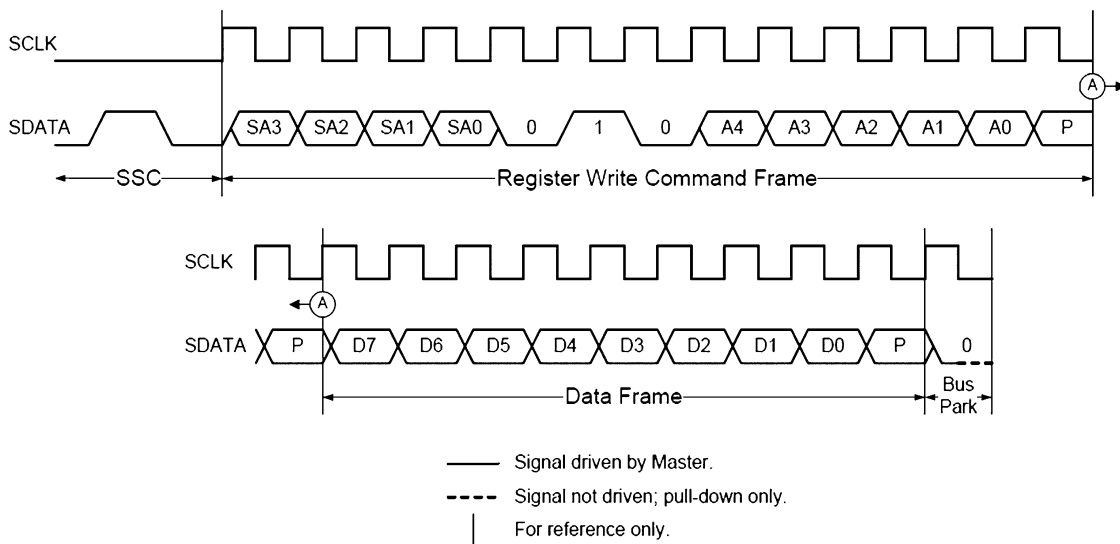 SCLK
A
SDATA SA3 SA2 SA1 SA0 0 1 0 A4 A3 A2 A1 A0 P
SSC Register Write Command Frame
SCLK
A
SDATA P D7 D6 D5 D4 D3 D2 D1 D0 P 0
Data Frame Bus Park
Signal driven by Master.
Signal not driven; pull-down only.
For reference only.